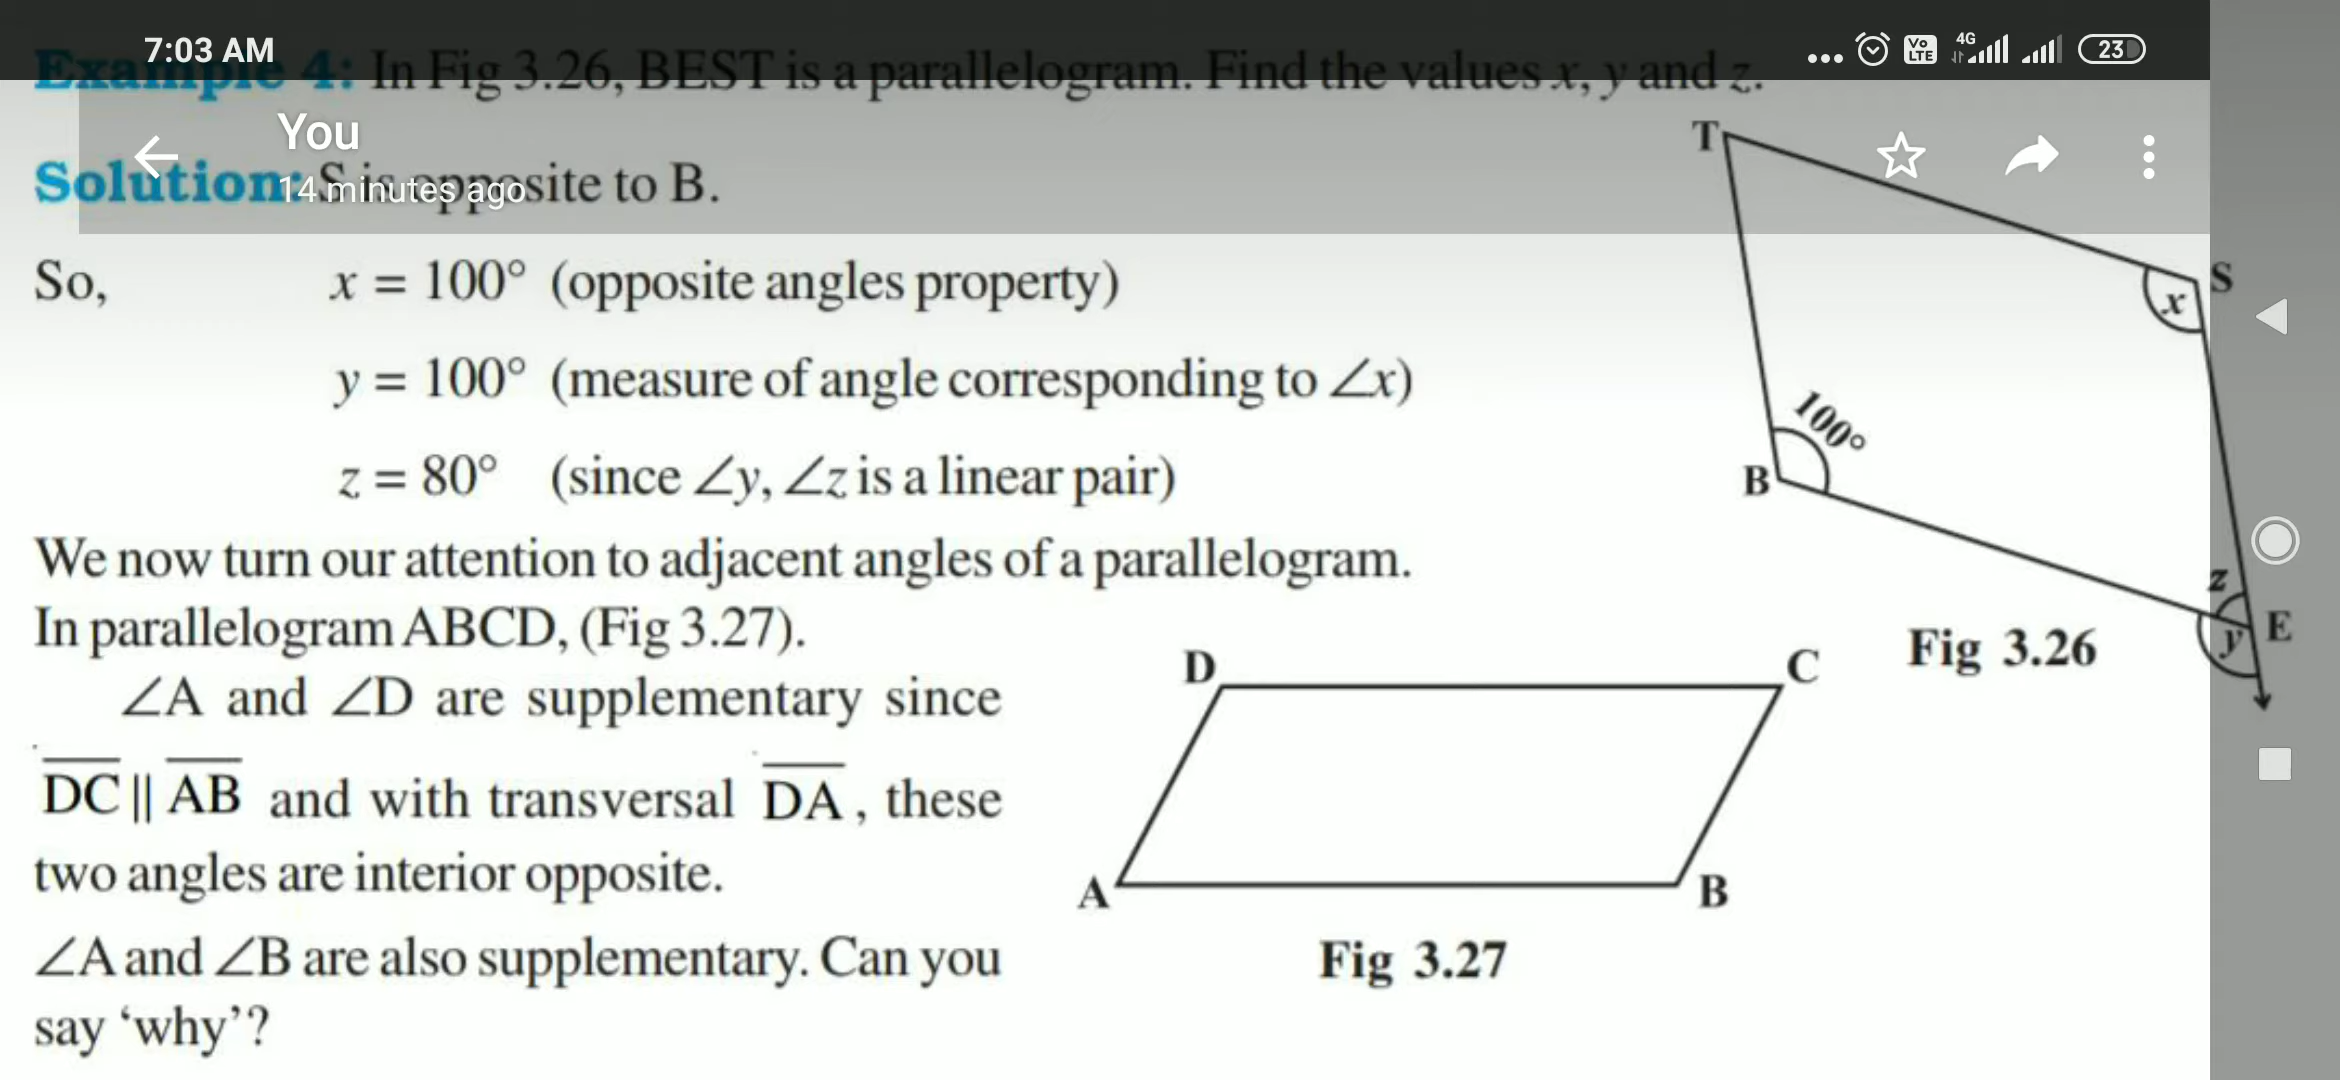 7:03 AM
4G
Vo LTE
23
Example 4: In Fig 3.26, BEST is a parallelogram. Find the values x, y and z.
You
14 minutes ago
Solution: S is opposite to B.
So, x = 100° (opposite angles property)
y = 100° (measure of angle corresponding to ∠x)
z = 80° (since ∠y, ∠z is a linear pair)
We now turn our attention to adjacent angles of a parallelogram.
In parallelogram ABCD, (Fig 3.27).
∠A and ∠D are supplementary since
DC || AB and with transversal DA , these
two angles are interior opposite.
∠A and ∠B are also supplementary. Can you
say ‘why’?
T
S
x
100°
B
z
E
y
Fig 3.26
D
C
A
B
Fig 3.27